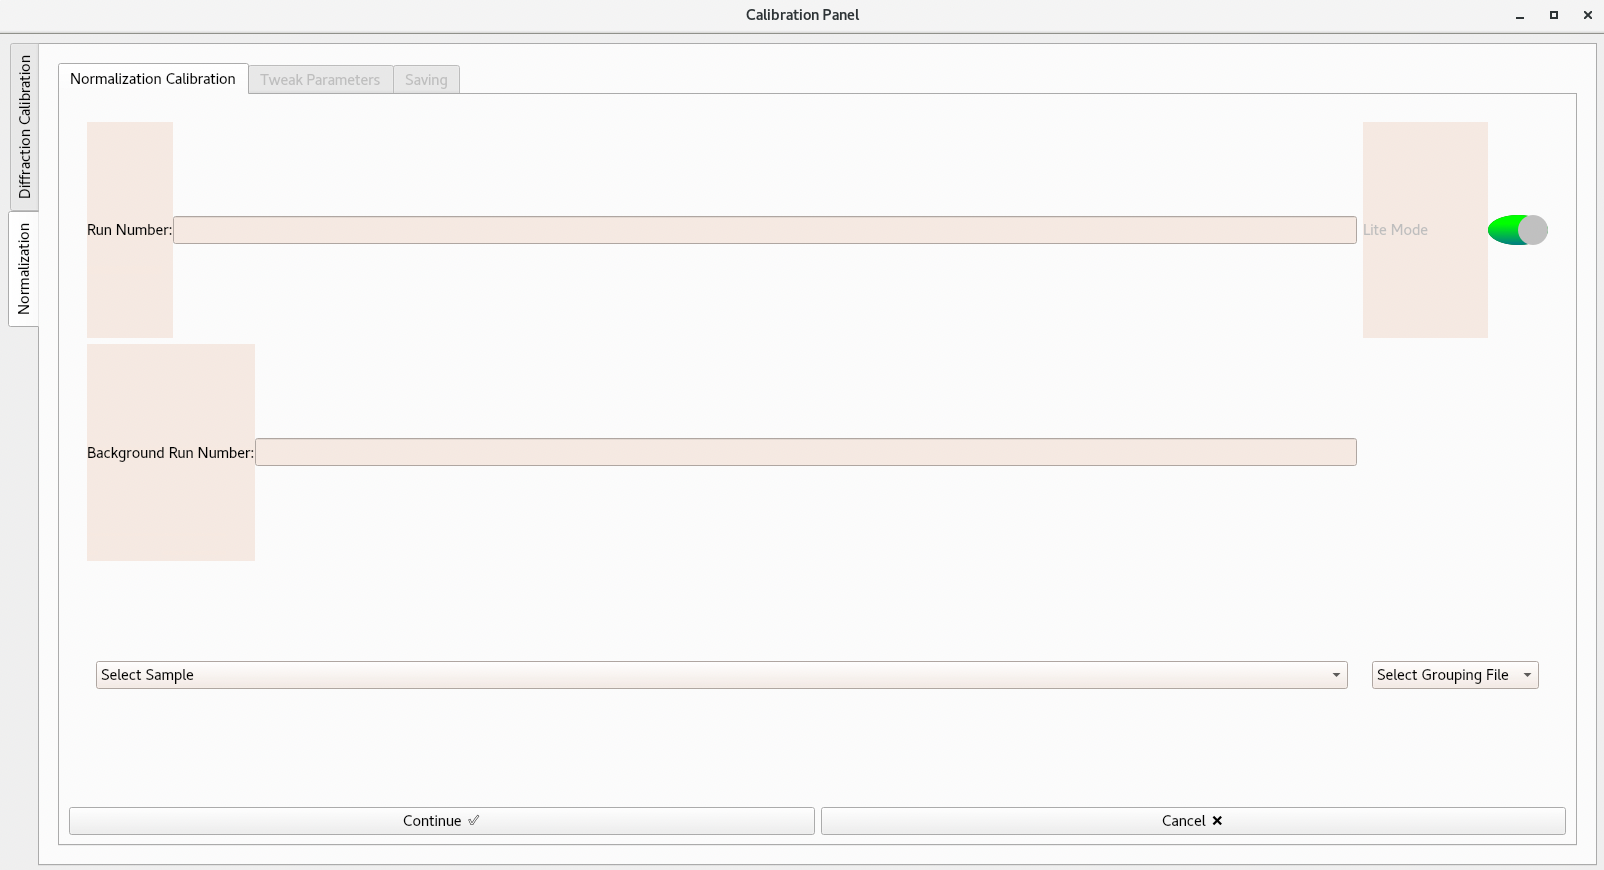 Calibration Panel
Diffraction Calibration
Normalization
Normalization Calibration
Tweak Parameters
Saving
Run Number:
Lite Mode
Background Run Number:
Select Sample
Select Grouping File
Continue ✓
Cancel ✖